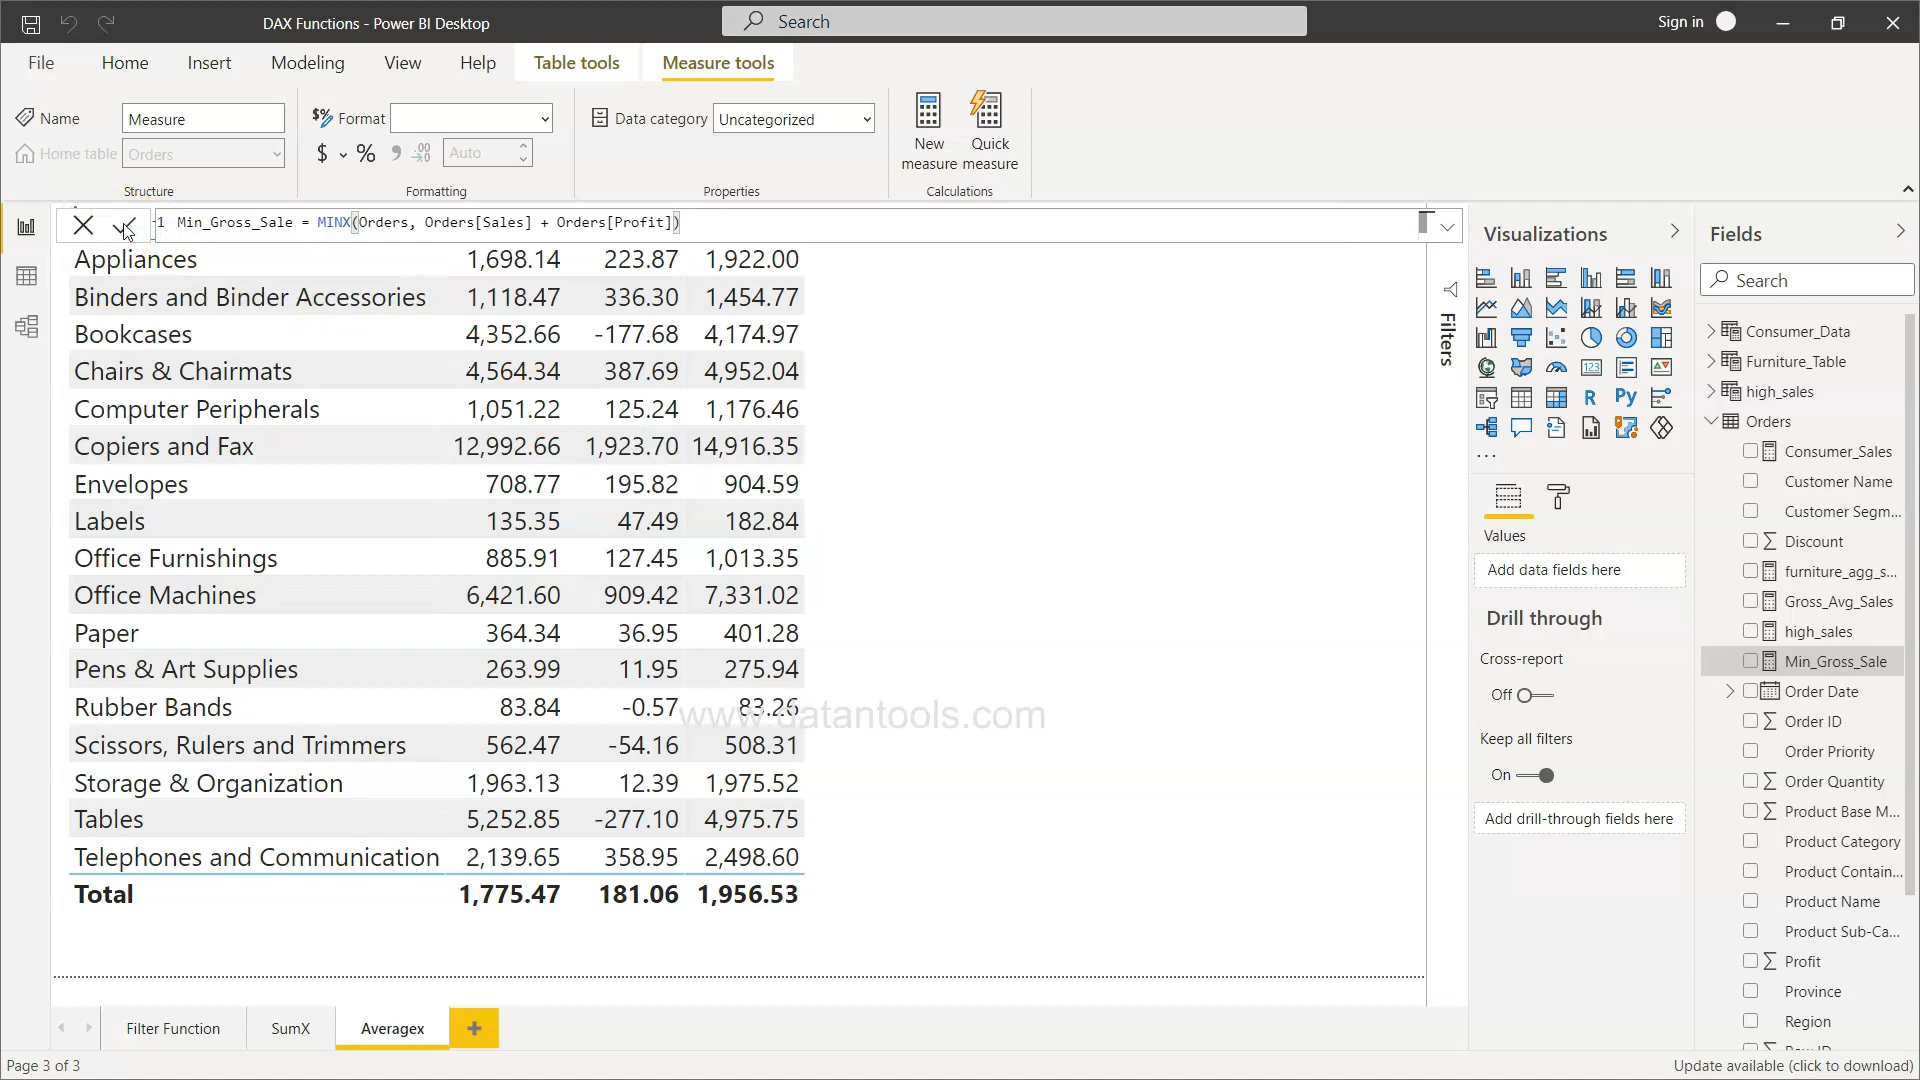 DAX Functions - Power BI Desktop
Search
Sign in
File Home Insert Modeling View Help Table tools Measure tools
Name Measure
Format
Data category Uncategorized
New measure
Quick measure
Home table Orders
$ % Auto
Structure Formatting Properties Calculations
1 Min_Gross_Sale = MINX(Orders, Orders[Sales] + Orders[Profit])
Appliances 1,698.14 223.87 1,922.00
Binders and Binder Accessories 1,118.47 336.30 1,454.77
Bookcases 4,352.66 -177.68 4,174.97
Chairs & Chairmats 4,564.34 387.69 4,952.04
Computer Peripherals 1,051.22 125.24 1,176.46
Copiers and Fax 12,992.66 1,923.70 14,916.35
Envelopes 708.77 195.82 904.59
Labels 135.35 47.49 182.84
Office Furnishings 885.91 127.45 1,013.35
Office Machines 6,421.60 909.42 7,331.02
Paper 364.34 36.95 401.28
Pens & Art Supplies 263.99 11.95 275.94
Rubber Bands 83.84 -0.57 83.26
Scissors, Rulers and Trimmers 562.47 -54.16 508.31
Storage & Organization 1,963.13 12.39 1,975.52
Tables 5,252.85 -277.10 4,975.75
Telephones and Communication 2,139.65 358.95 2,498.60
Total 1,775.47 181.06 1,956.53
www.datantools.com
Filters
Visualizations
R Py
123
...
Values
Add data fields here
Drill through
Cross-report
Off
Keep all filters
On
Add drill-through fields here
Fields
Search
Consumer_Data
Furniture_Table
high_sales
Orders
Consumer_Sales
Customer Name
Customer Segm...
Discount
furniture_agg_s...
Gross_Avg_Sales
high_sales
Min_Gross_Sale
Order Date
Order ID
Order Priority
Order Quantity
Product Base M...
Product Category
Product Contain...
Product Name
Product Sub-Ca...
Profit
Province
Region
Filter Function SumX Averagex +
Page 3 of 3
Update available (click to download)